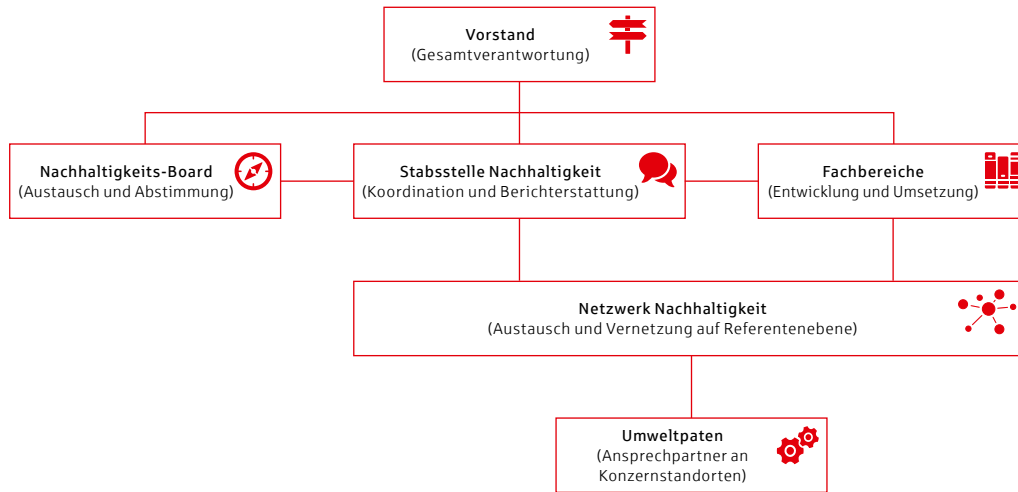 Vorstand
(Gesamtverantwortung)
Nachhaltigkeits-Board
(Austausch und Abstimmung)
Stabsstelle Nachhaltigkeit
(Koordination und Berichterstattung)
Fachbereiche
(Entwicklung und Umsetzung)
Netzwerk Nachhaltigkeit
(Austausch und Vernetzung auf Referentenebene)
Umweltpaten
(Ansprechpartner an
Konzernstandorten)